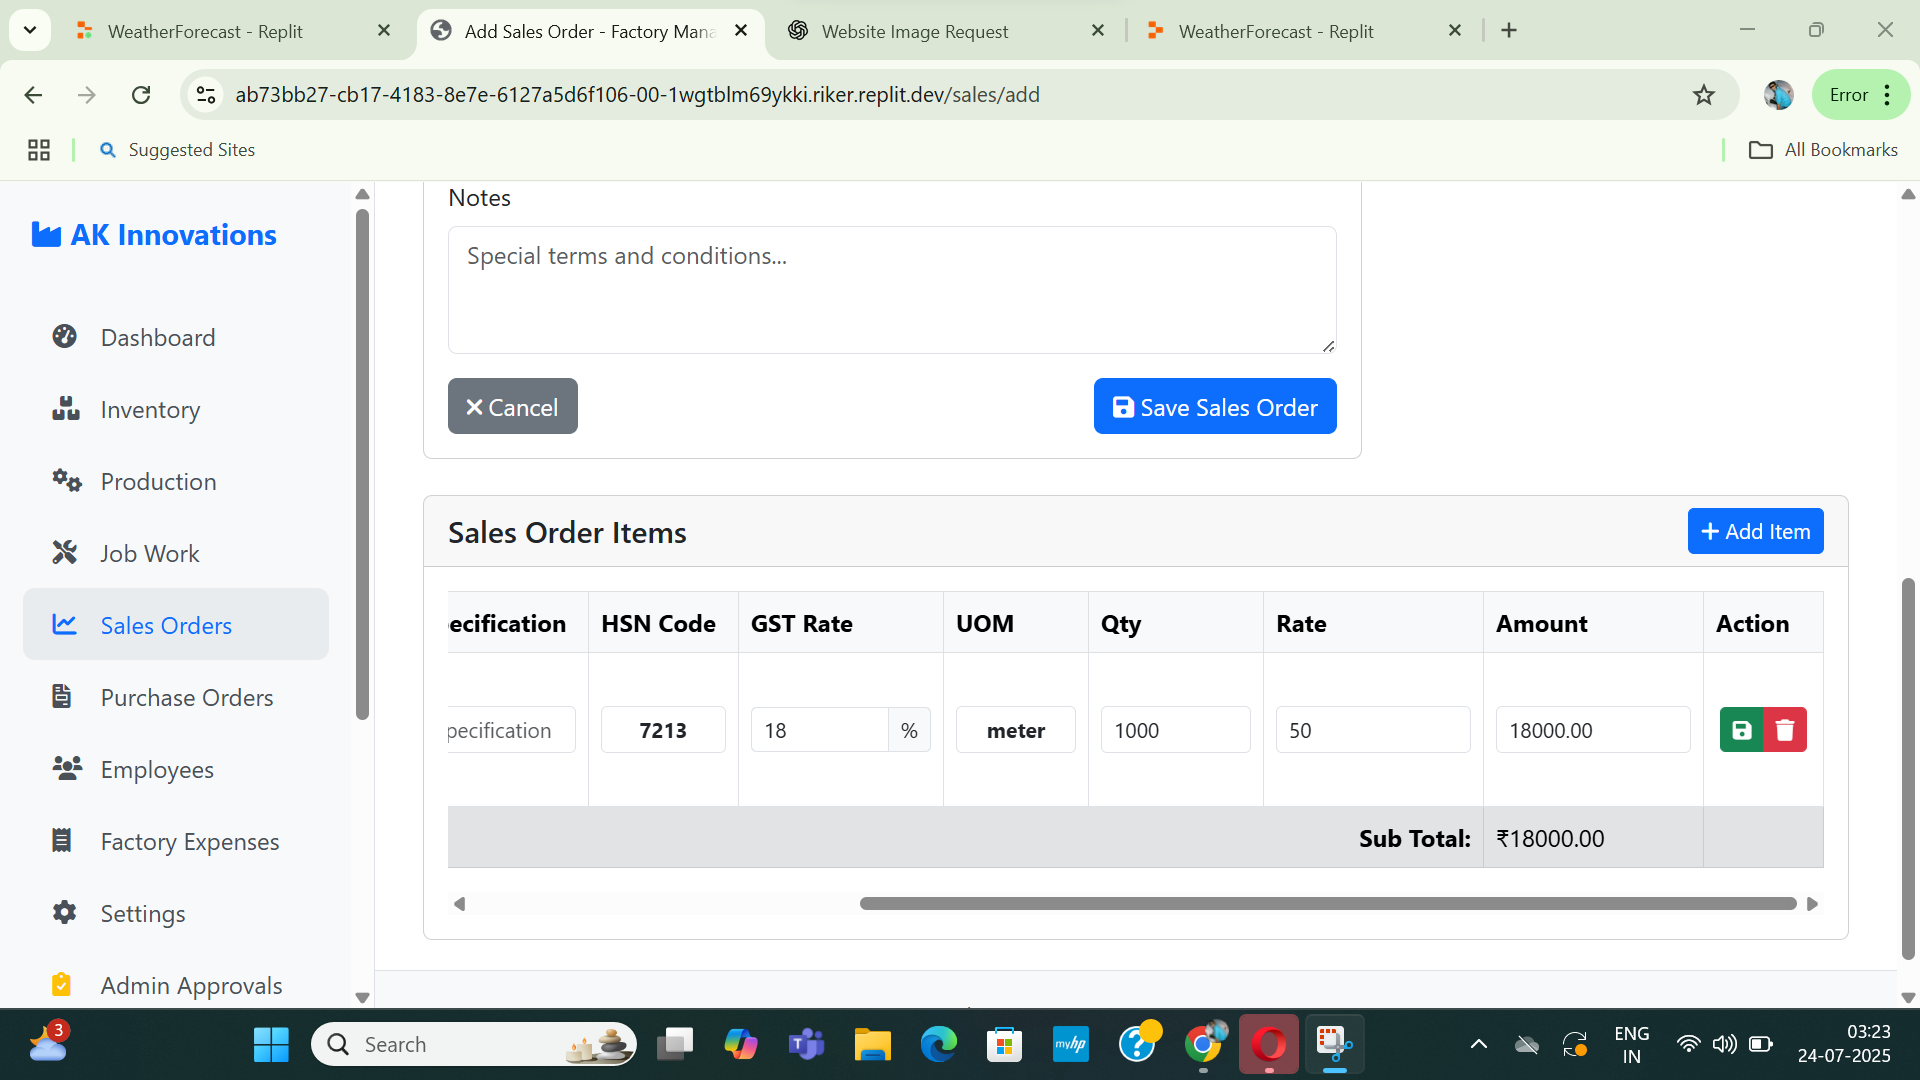 WeatherForecast - Replit
Add Sales Order - Factory Mana
Website Image Request
WeatherForecast - Replit
ab73bb27-cb17-4183-8e7e-6127a5d6f106-00-1wgtblm69ykki.riker.replit.dev/sales/add
Error
Suggested Sites
All Bookmarks
AK Innovations
Dashboard
Inventory
Production
Job Work
Sales Orders
Purchase Orders
Employees
Factory Expenses
Settings
Admin Approvals
Notes
Special terms and conditions...
Cancel
Save Sales Order
Sales Order Items
Add Item
ecification HSN Code GST Rate UOM Qty Rate Amount Action
pecification 7213 18 % meter 1000 50 18000.00
Sub Total: ₹18000.00
3
Search
myhp
ENG
IN
03:23
24-07-2025